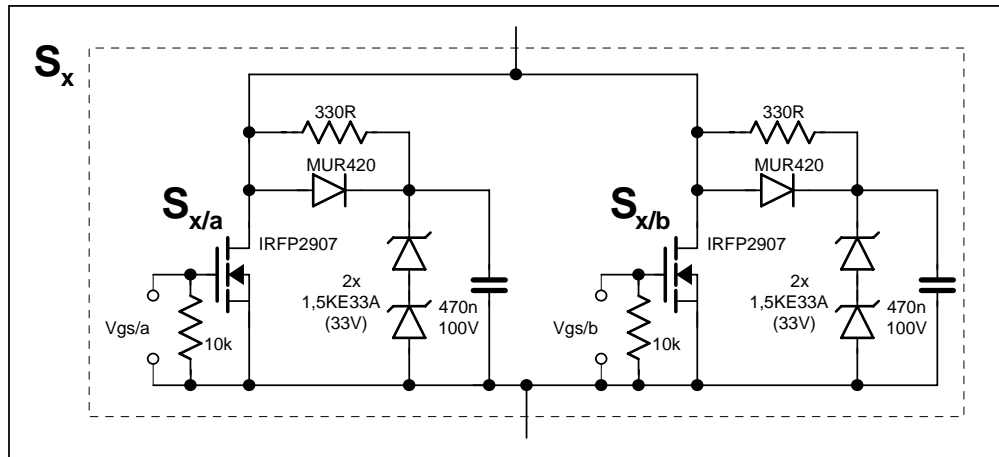 Sx
330R
MUR420
Sx/a
IRFP2907
2x
1,5KE33A
(33V)
470n
100V
Vgs/a
10k
330R
MUR420
Sx/b
IRFP2907
2x
1,5KE33A
(33V)
470n
100V
Vgs/b
10k